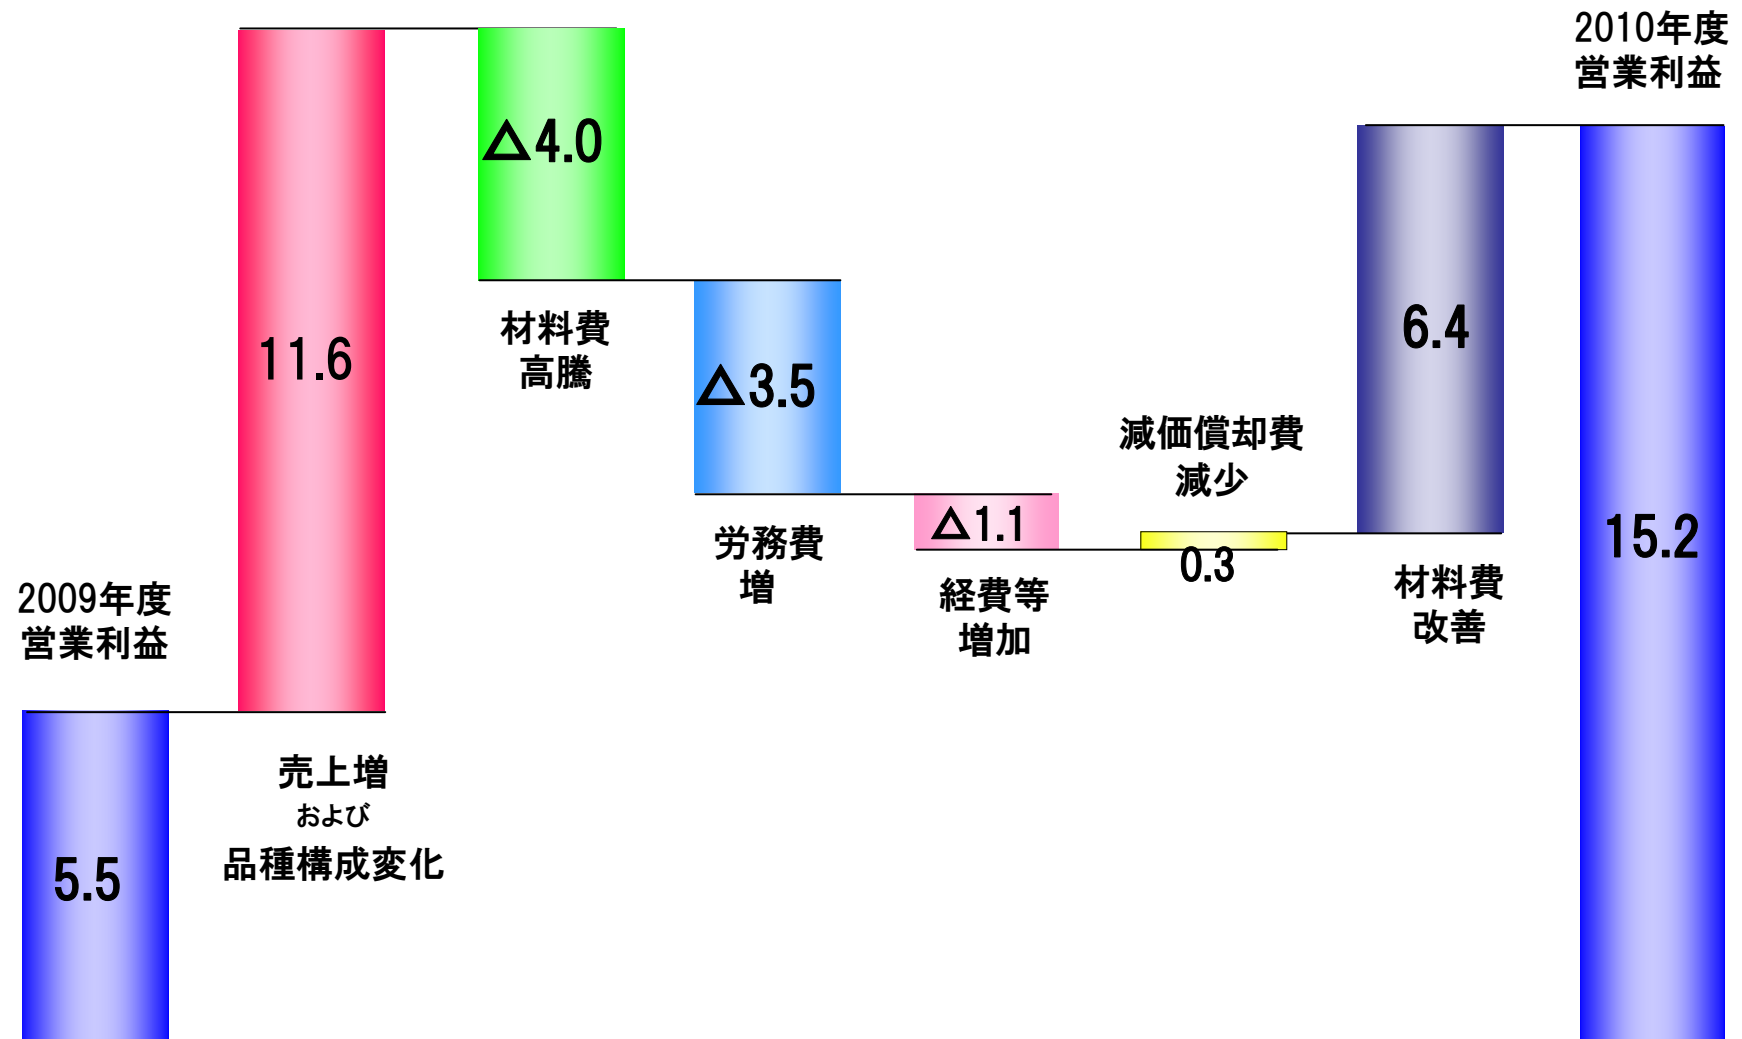 2009年度
営業利益
5.5
11.6
売上増
および
品種構成変化
△4.0
材料費
高騰
△3.5
労務費
増
△1.1
経費等
増加
減価償却費
減少
0.3
6.4
材料費
改善
2010年度
営業利益
15.2